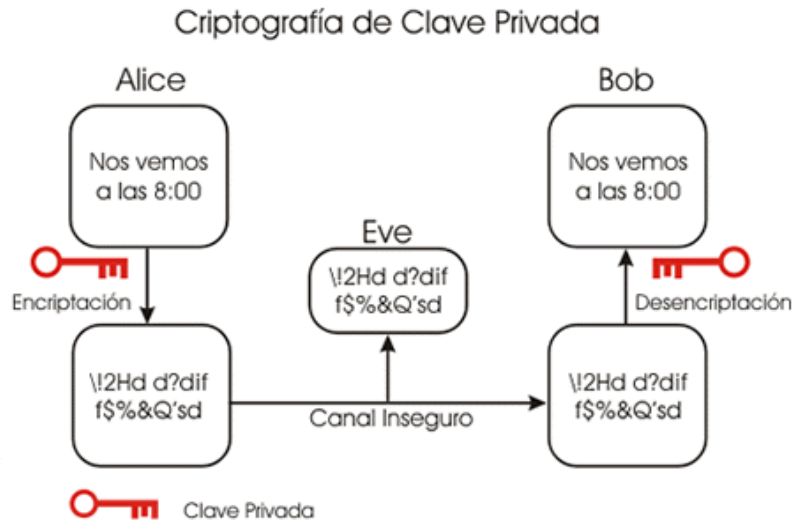 Criptografía de Clave Privada
Alice
Bob
Nos vemos
a las 8:00
Nos vemos
a las 8:00
Eve
\!2Hd d?dif
f$%&Q'sd
Encriptación
Desencriptación
\!2Hd d?dif
f$%&Q'sd
\!2Hd d?dif
f$%&Q'sd
Canal Inseguro
Clave Privada